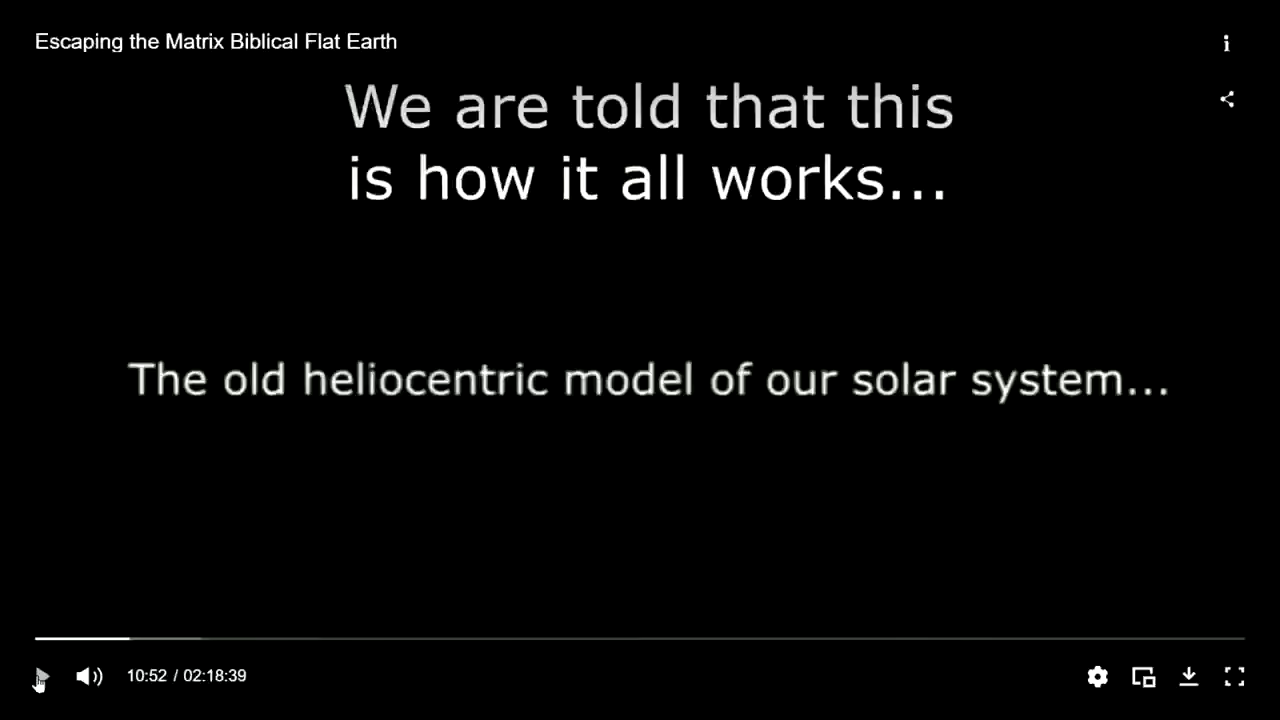 Escaping the Matrix Biblical Flat Earth
We are told that this
is how it all works...
The old heliocentric model of our solar system...
10:52 / 02:18:39